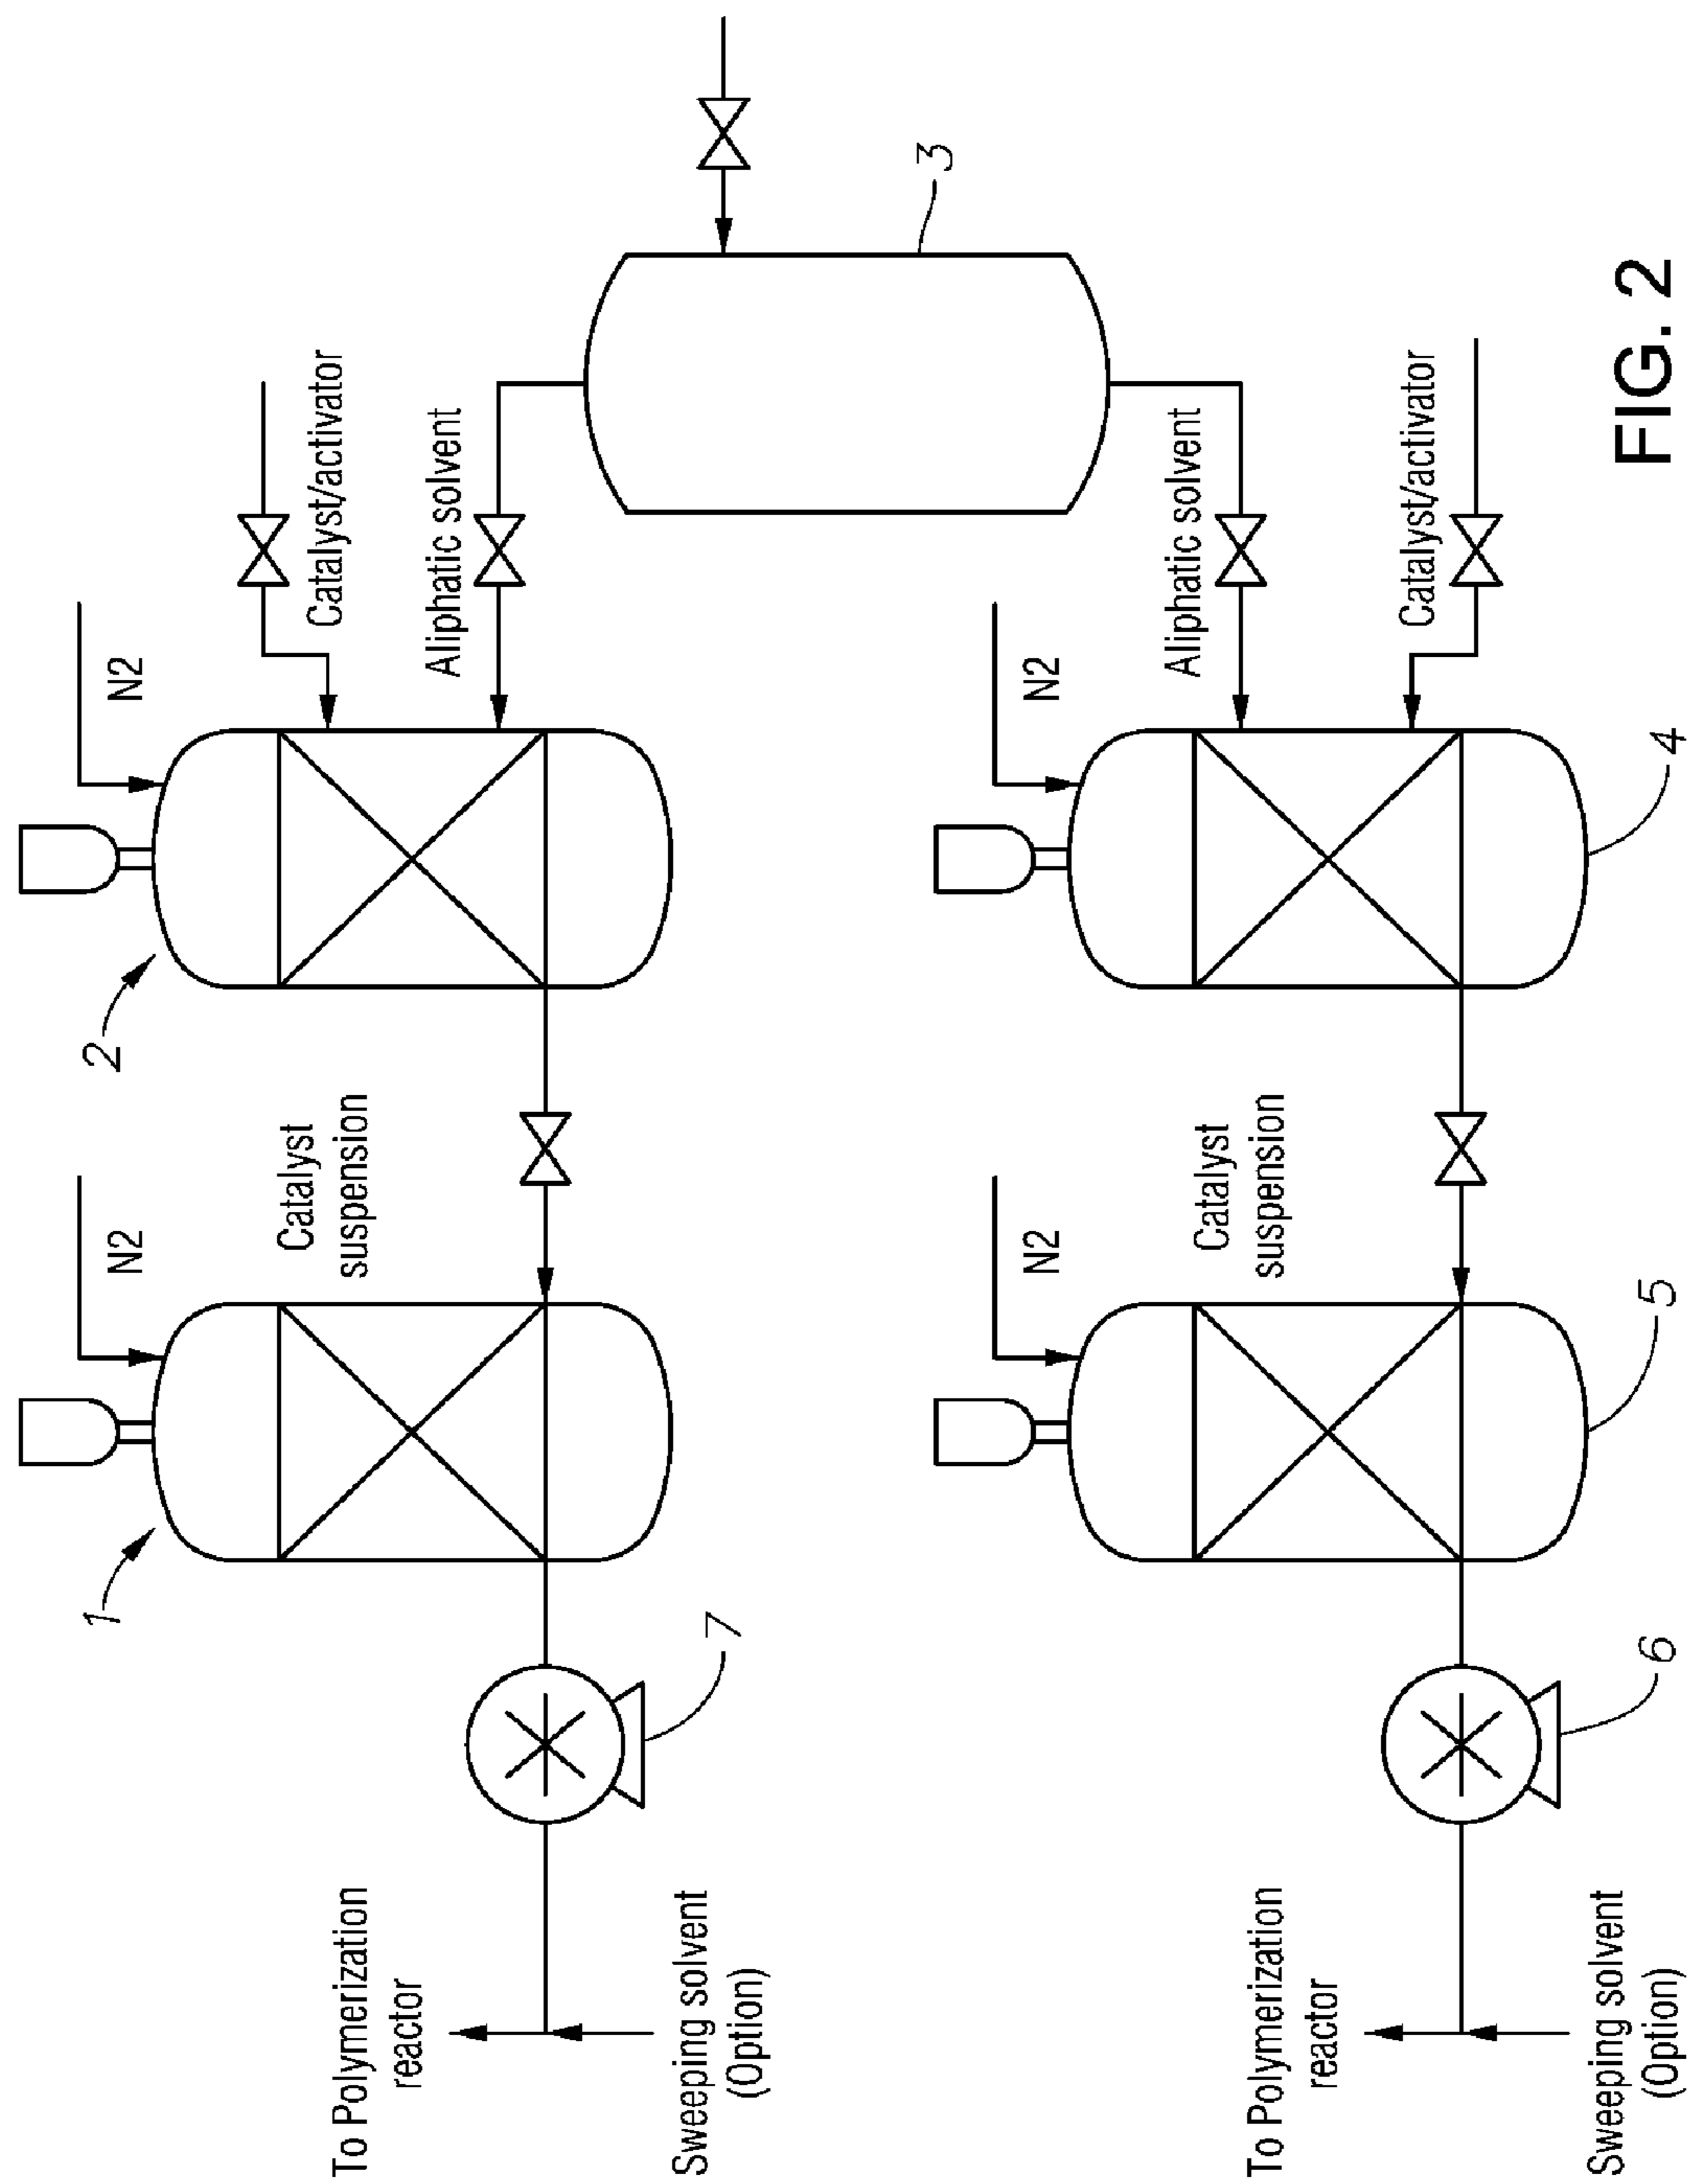 N2
N2
2
1
Catalyst/activator
Catalyst
suspension
Aliphatic solvent
To Polymerization
reactor
7
Sweeping solvent
(Option)
3
N2
N2
Aliphatic solvent
Catalyst
suspension
Catalyst/activator
To Polymerization
reactor
4
5
6
Sweeping solvent
(Option)
FIG. 2